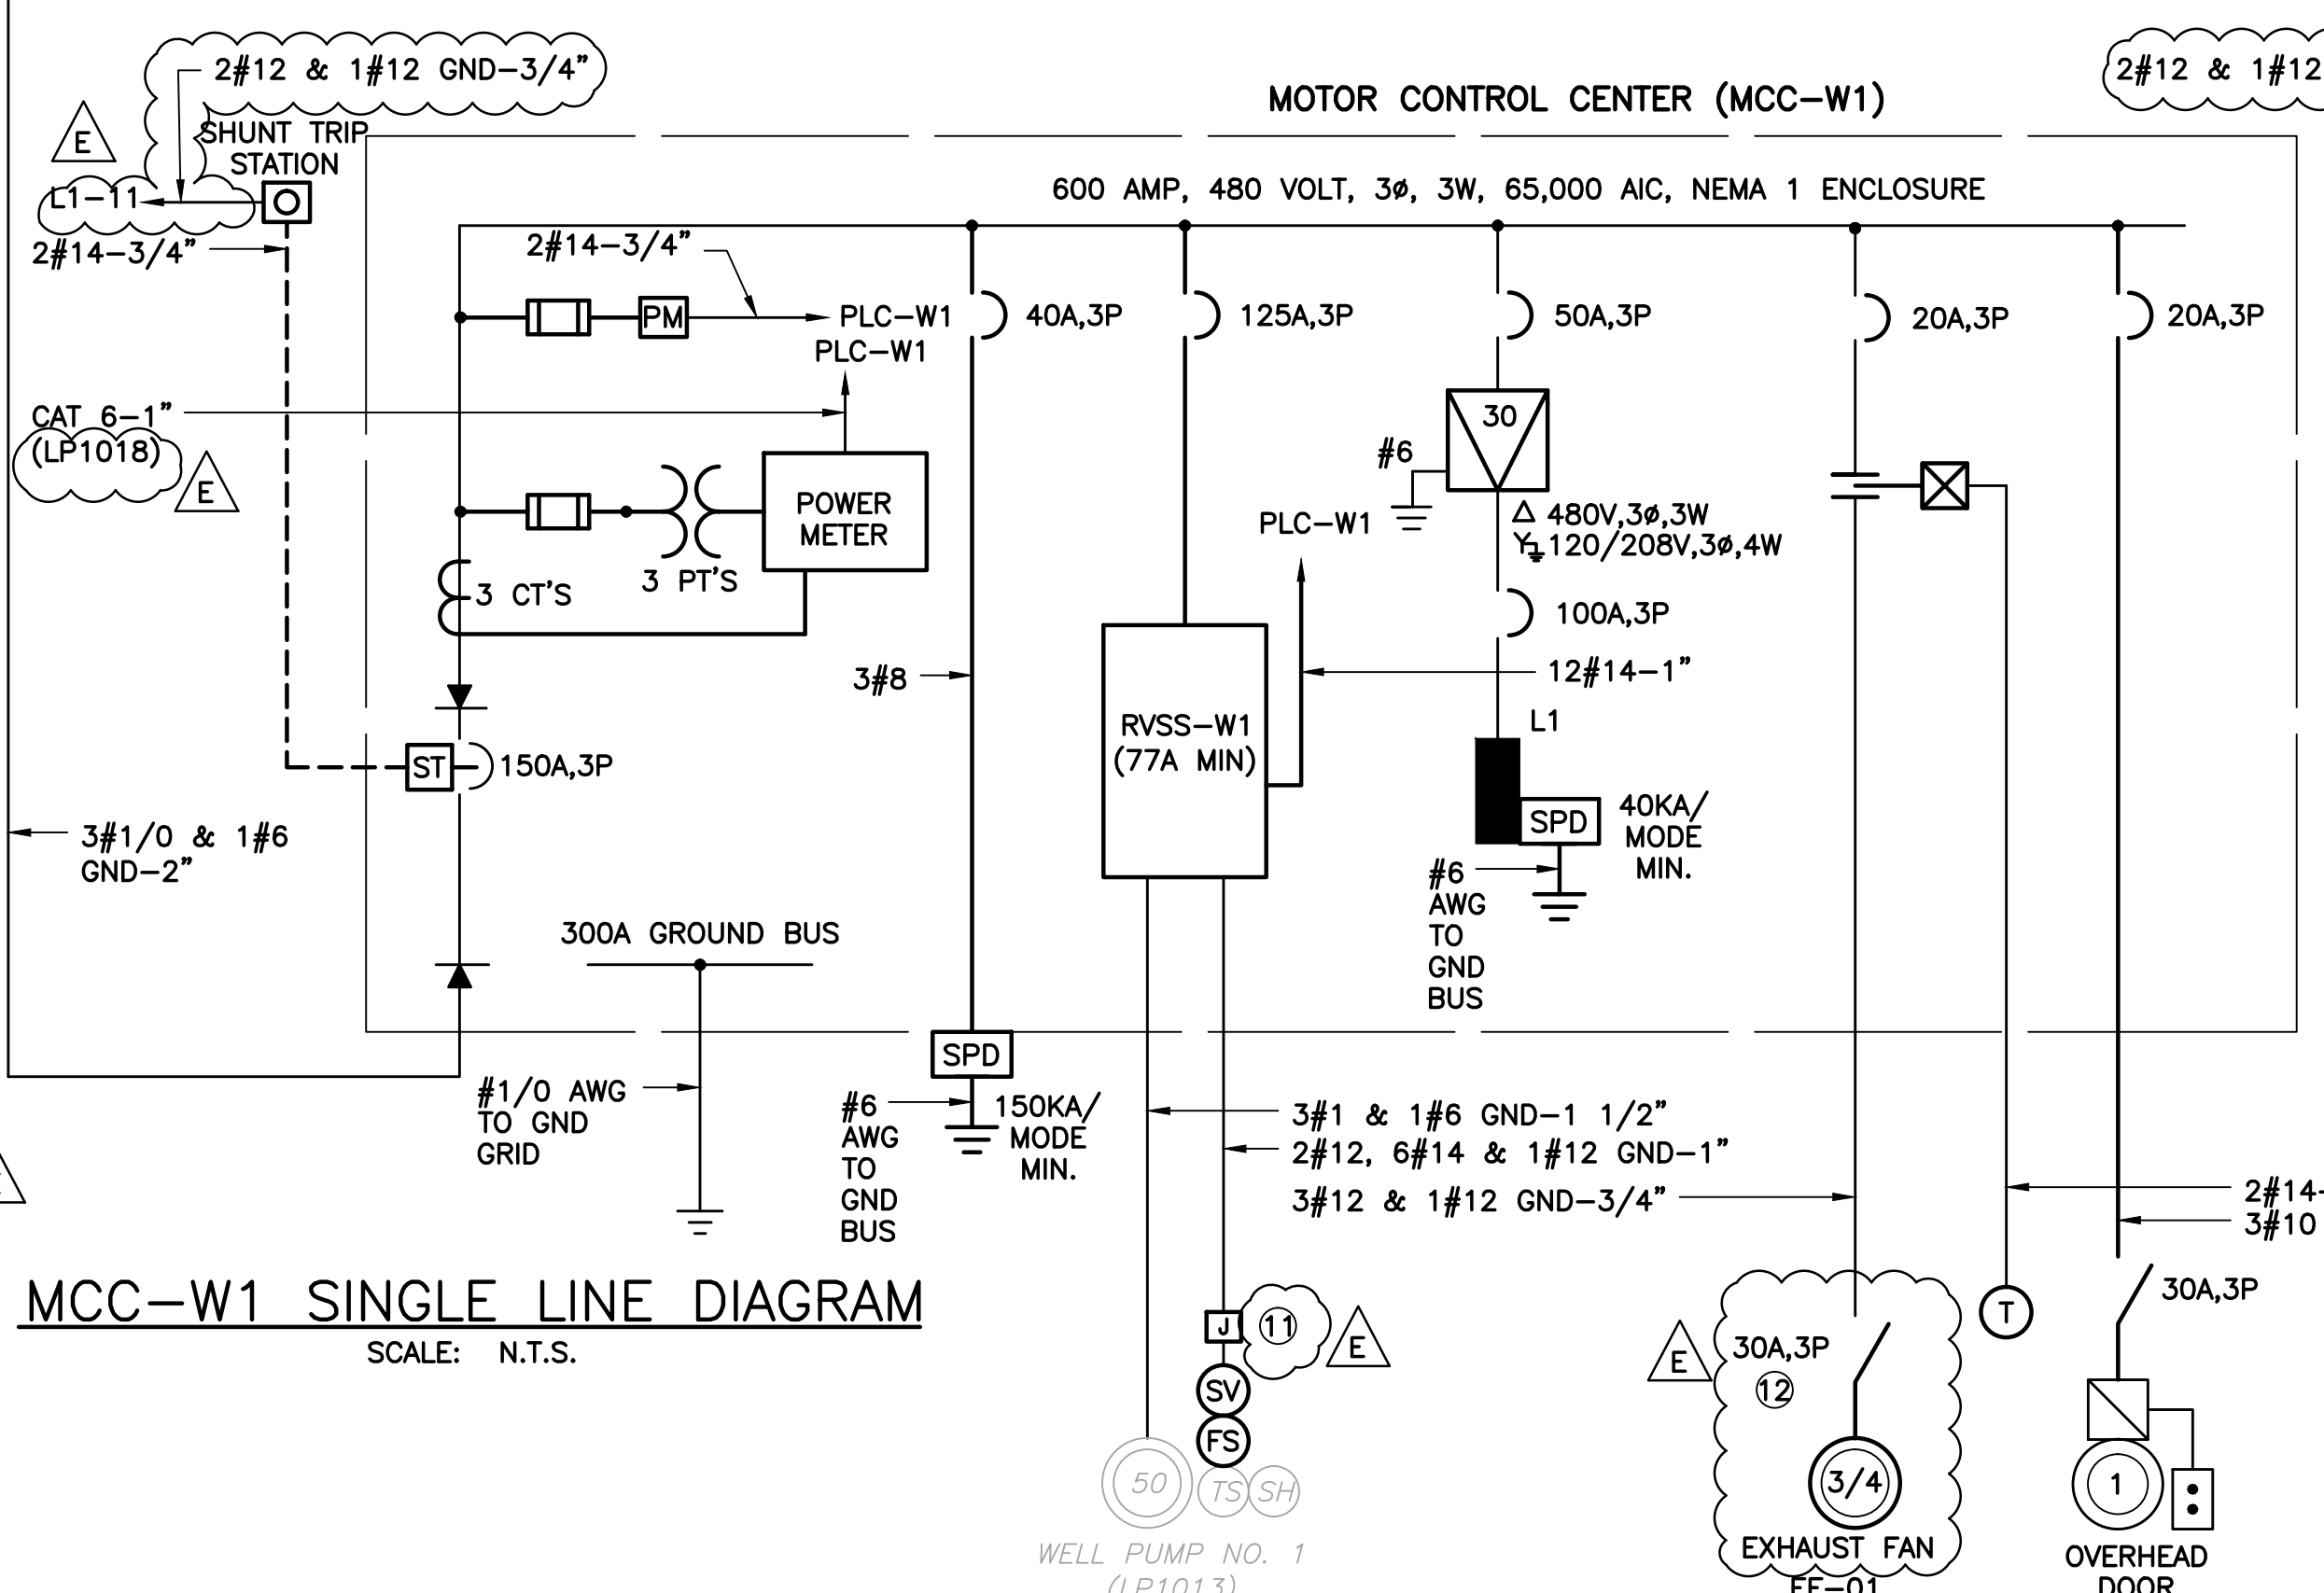 2#12 & 1#12 GND-3/4"
E
SHUNT TRIP
STATION
L1-11
2#14-3/4"
MOTOR CONTROL CENTER (MCC-W1)
2#12 & 1#12
600 AMP, 480 VOLT, 3ø, 3W, 65,000 AIC, NEMA 1 ENCLOSURE
2#14-3/4"
PM
PLC-W1
PLC-W1
40A,3P
125A,3P
50A,3P
20A,3P
20A,3P
CAT 6-1"
(LP1018)
E
POWER
METER
3 CT'S
3 PT'S
30
#6
480V,3ø,3W
120/208V,3ø,4W
PLC-W1
100A,3P
3#8
12#14-1"
L1
RVSS-W1
(77A MIN)
ST
150A,3P
SPD
40KA/
MODE
MIN.
3#1/0 & 1#6
GND-2"
#6
AWG
TO
GND
BUS
300A GROUND BUS
#1/0 AWG
TO GND
GRID
SPD
#6
AWG
TO
GND
BUS
150KA/
MODE
MIN.
3#1 & 1#6 GND-1 1/2"
2#12, 6#14 & 1#12 GND-1"
3#12 & 1#12 GND-3/4"
2#14-
3#10
MCC-W1 SINGLE LINE DIAGRAM
SCALE: N.T.S.
J
11
E
SV
FS
50
TS
SH
WELL PUMP NO. 1
(LP1013)
E
30A,3P
12
3/4
EXHAUST FAN
EF-01
T
30A,3P
1
OVERHEAD
DOOR